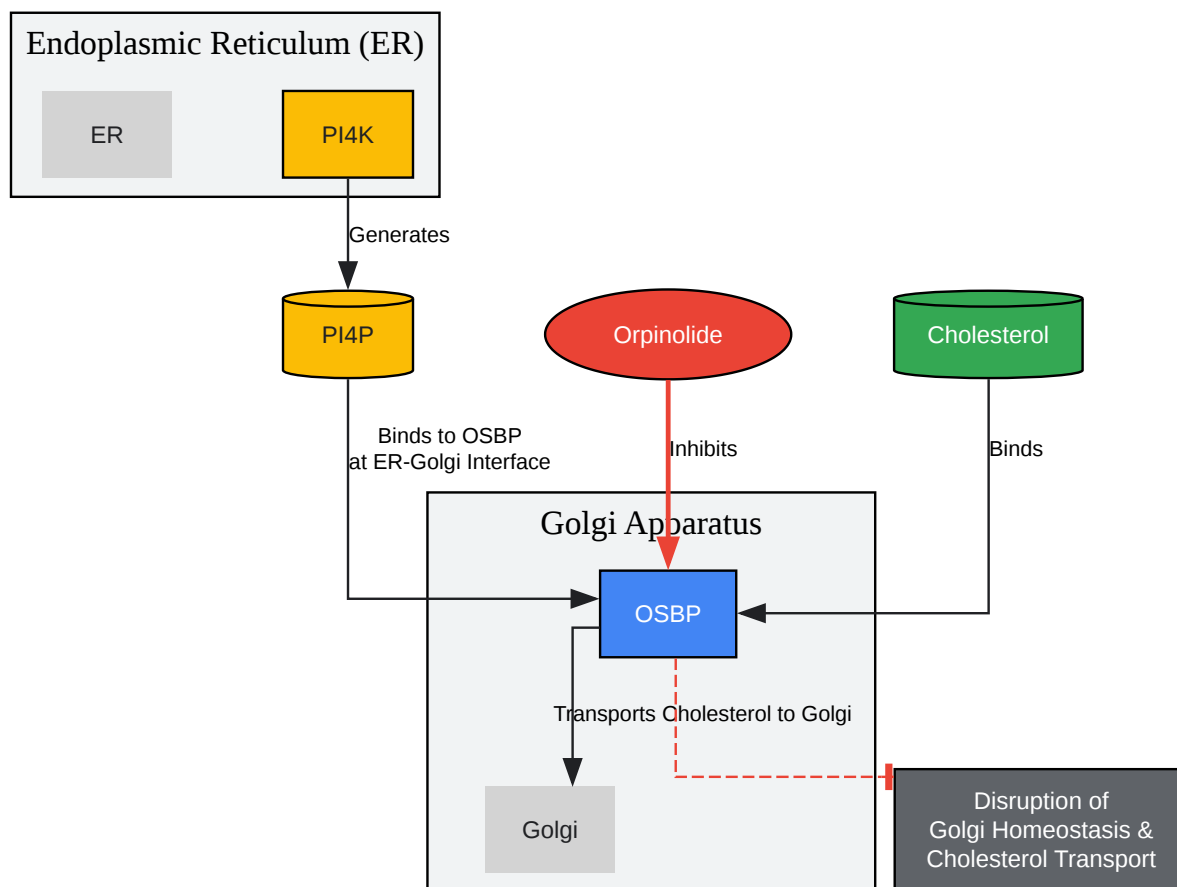 Endoplasmic Reticulum (ER)
ER
PI4K
Generates
PI4P
Orpinolide
Cholesterol
Binds to OSBP
at ER-Golgi Interface
Inhibits
Binds
Golgi Apparatus
OSBP
Transports Cholesterol to Golgi
Golgi
Disruption of
Golgi Homeostasis &
Cholesterol Transport